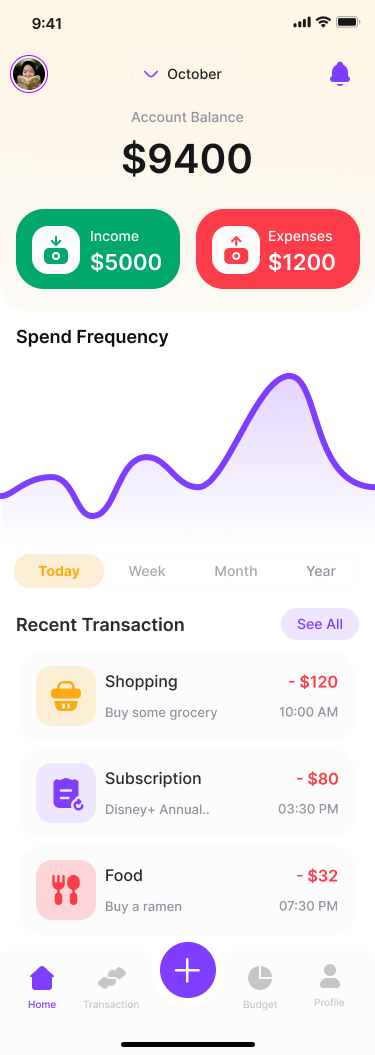 9:41
October
Account Balance
$9400
Income
$5000
Expenses
$1200
Spend Frequency
Today Week Month Year
Recent Transaction
See All
Shopping
- $120
Buy some grocery
10:00 AM
Subscription
- $80
Disney+ Annual..
03:30 PM
Food
- $32
Buy a ramen
07:30 PM
Home Transaction Budget Profile